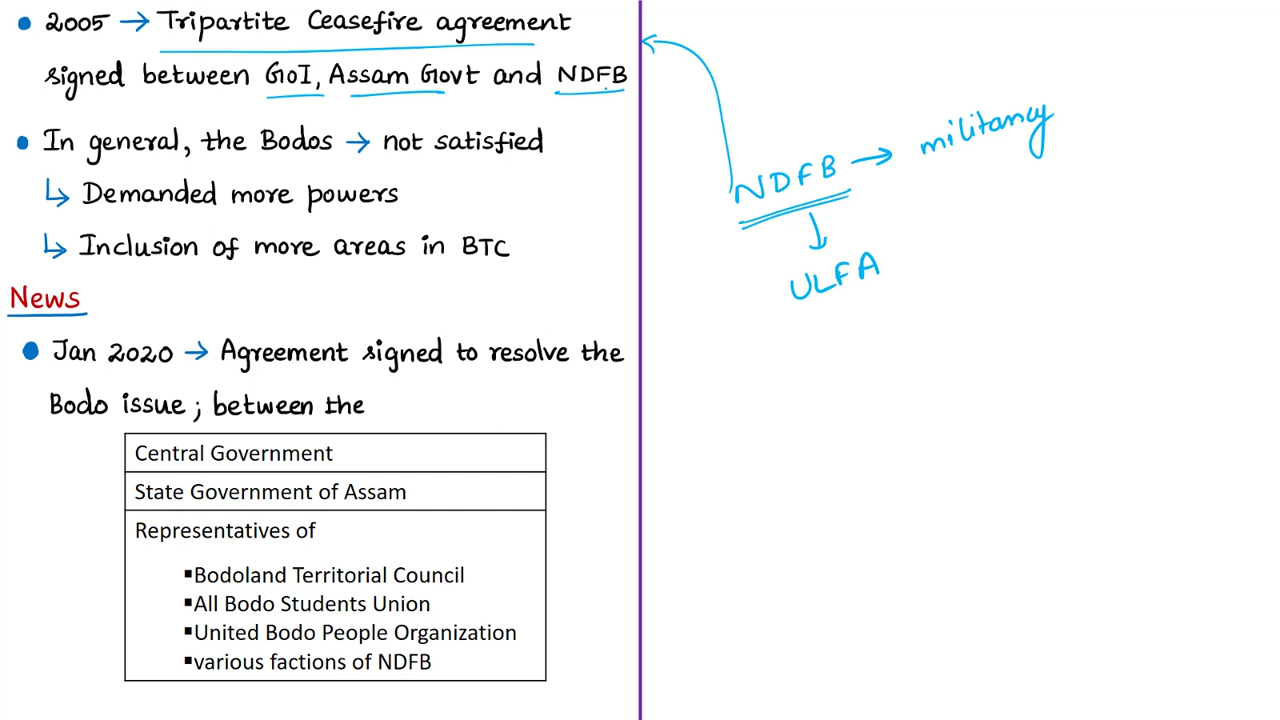 • 2005 → Tripartite Ceasefire agreement
signed between GoI, Assam Govt and NDFB
• In general, the Bodos → not satisfied
↳ Demanded more powers
↳ Inclusion of more areas in BTC
News
• Jan 2020 → Agreement signed to resolve the
Bodo issue; between the
Central Government
State Government of Assam
Representatives of
▪Bodoland Territorial Council
▪All Bodo Students Union
▪United Bodo People Organization
▪various factions of NDFB
NDFB → militancy
↓
ULFA